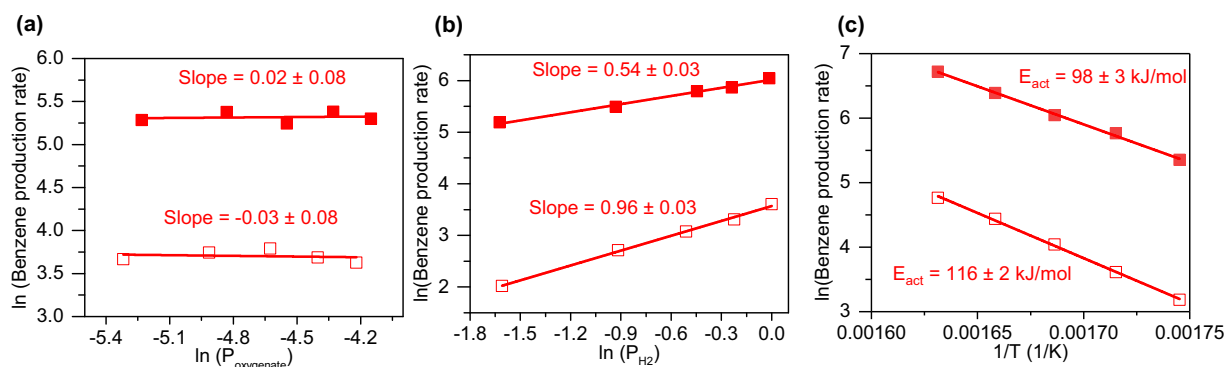 (a)
ln (Benzene production rate)
6.0
5.5
5.0
4.5
4.0
3.5
3.0
Slope = 0.02 ± 0.08
Slope = -0.03 ± 0.08
-5.4 -5.1 -4.8 -4.5 -4.2
ln (P_oxygenate)
(b)
ln(Benzene production rate)
6
5
4
3
2
Slope = 0.54 ± 0.03
Slope = 0.96 ± 0.03
-1.8 -1.5 -1.2 -0.9 -0.6 -0.3 0.0
ln (P_H2)
(c)
ln(Benzene production rate)
7
6
5
4
3
E_act = 98 ± 3 kJ/mol
E_act = 116 ± 2 kJ/mol
0.00160 0.00165 0.00170 0.00175
1/T (1/K)